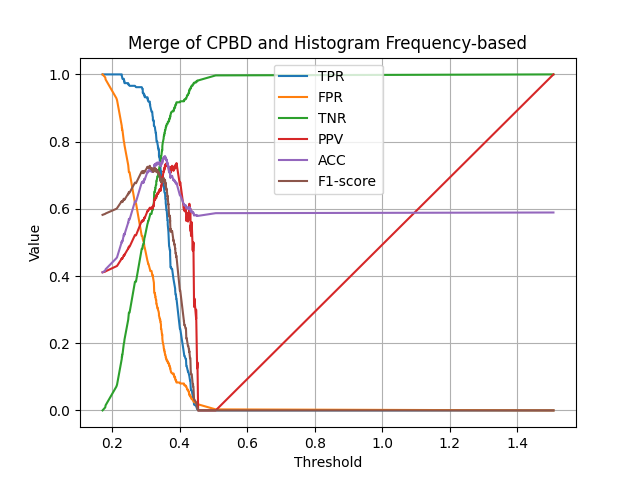 Merge of CPBD and Histogram Frequency-based
1.0
0.8
0.6
0.4
0.2
0.0
Value
TPR
FPR
TNR
PPV
ACC
F1-score
0.2 0.4 0.6 0.8 1.0 1.2 1.4
Threshold